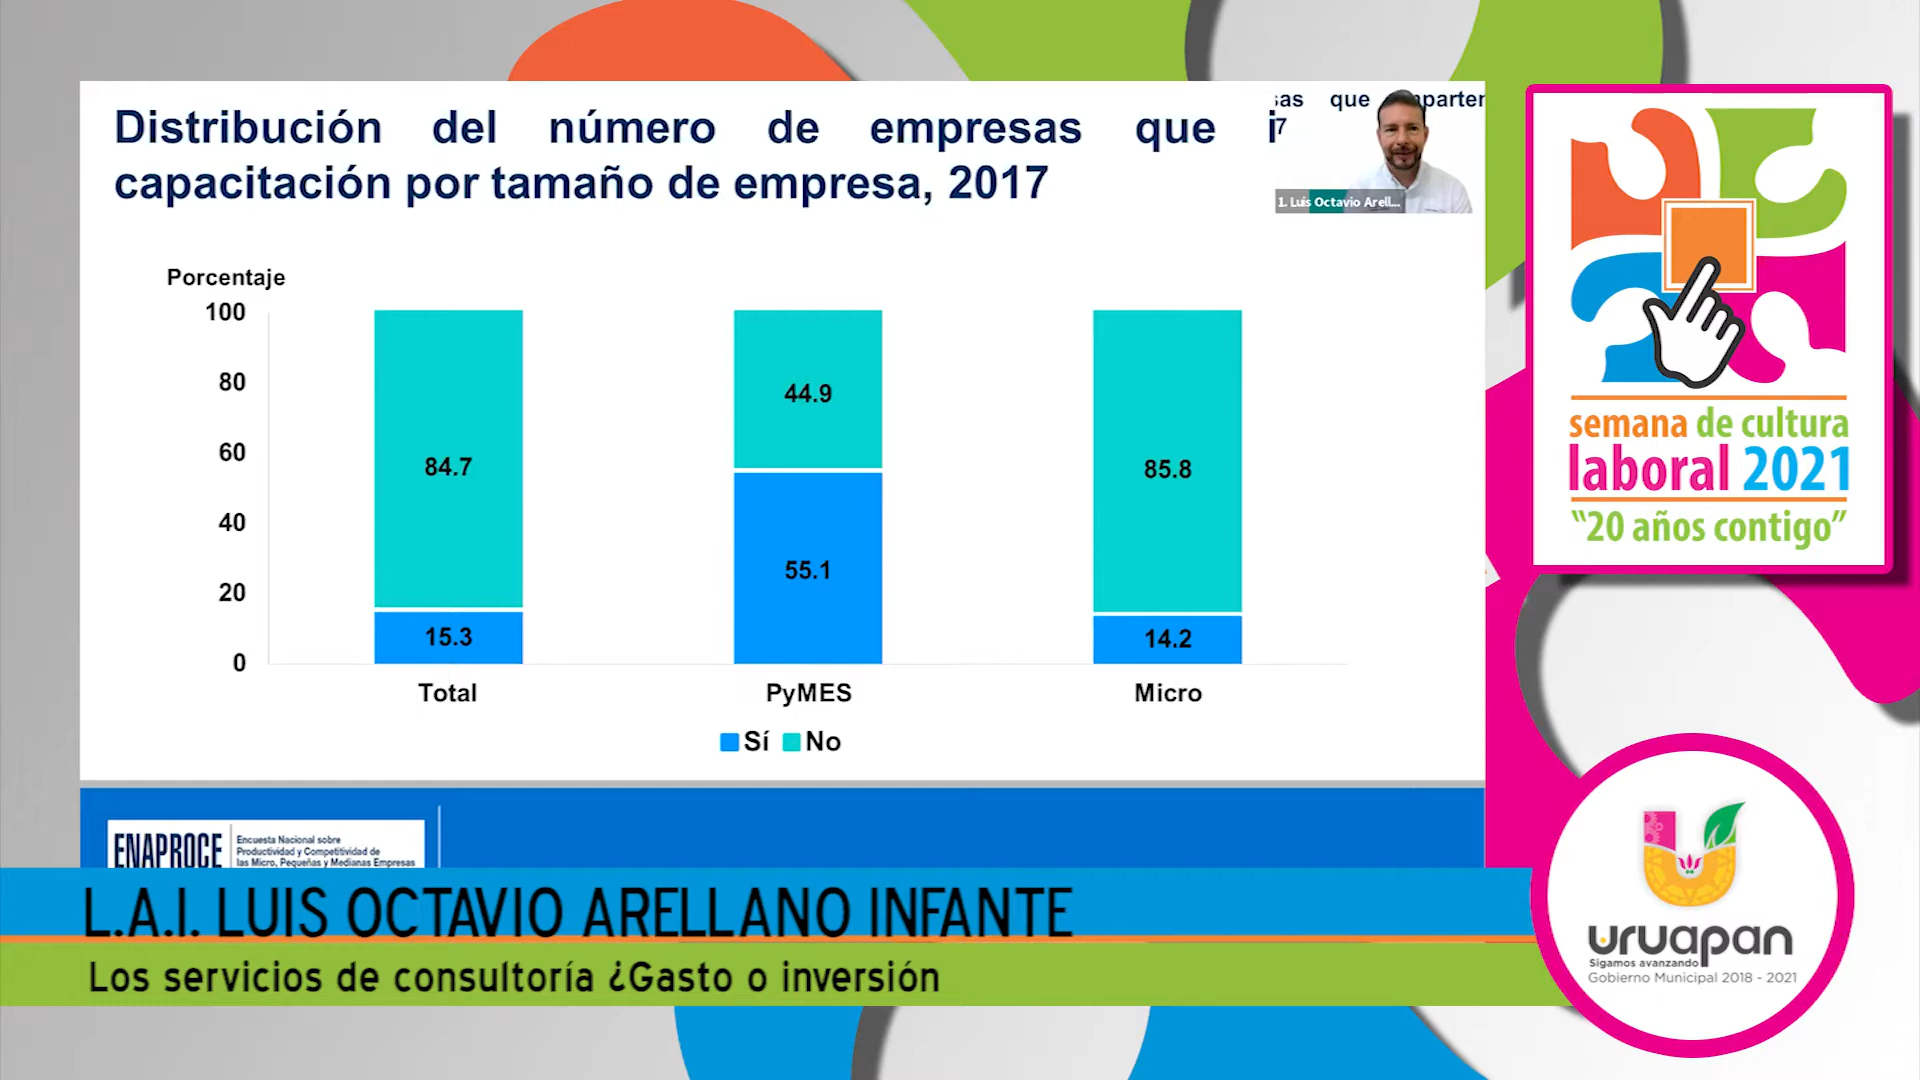 Distribución del número de empresas que i
capacitación por tamaño de empresa, 2017
sas que mparten
7
1. Luis Octavio Arell...
Porcentaje
100
80
60
40
20
0
84.7
15.3
44.9
55.1
85.8
14.2
Total
PyMES
Micro
Sí No
ENAPROCE
Encuesta Nacional sobre
Productividad y Competitividad de
las Micro, Pequeñas y Medianas Empresas
L.A.I. LUIS OCTAVIO ARELLANO INFANTE
Los servicios de consultoría ¿Gasto o inversión
semana de cultura
laboral 2021
"20 años contigo"
uruapan
Sigamos avanzando
Gobierno Municipal 2018 - 2021